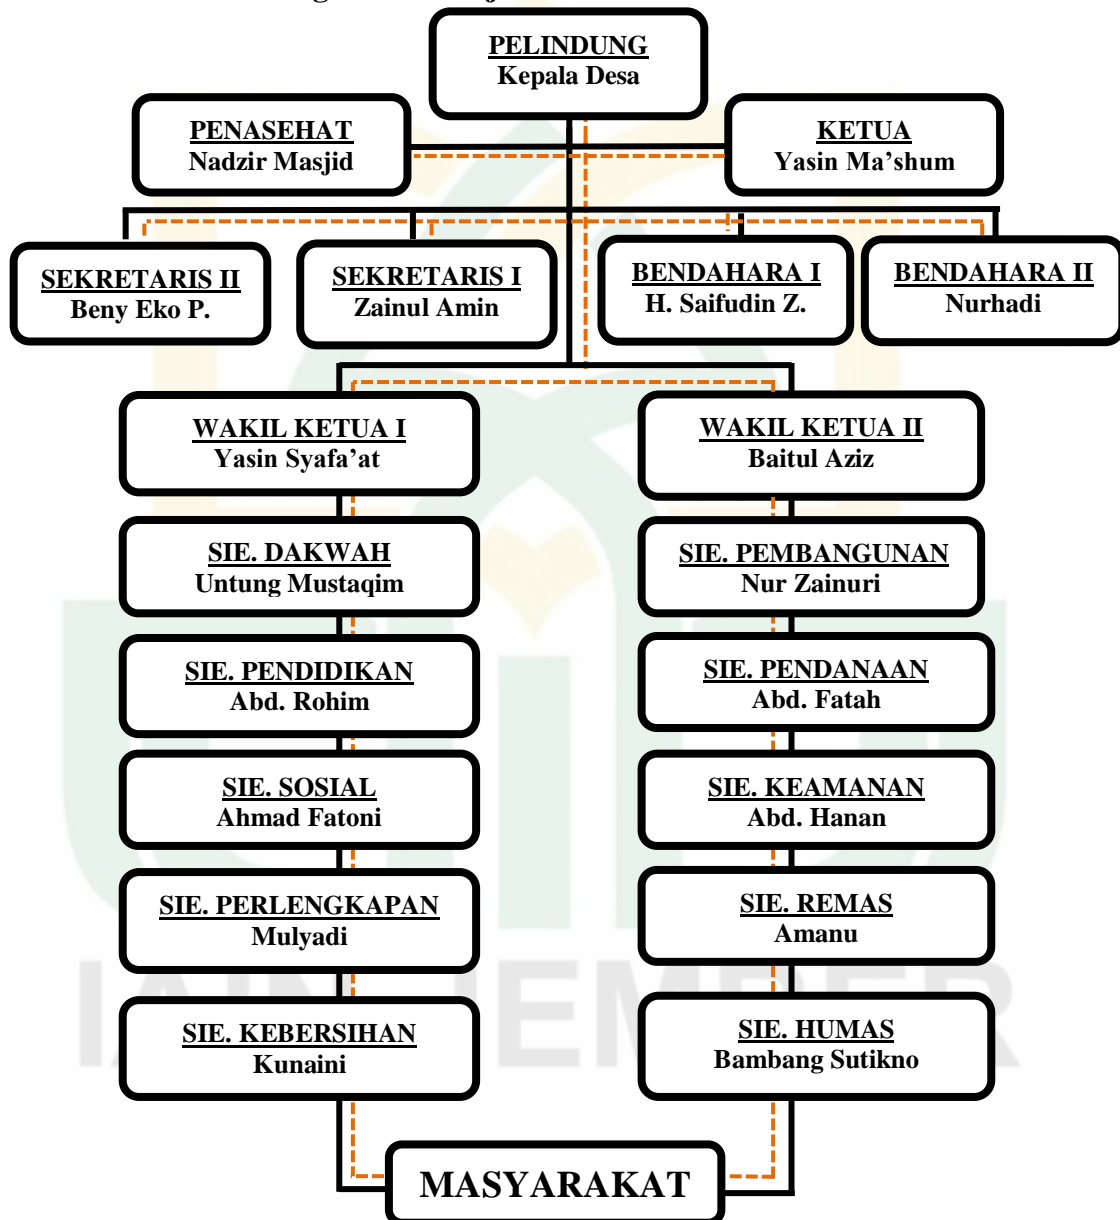 PELINDUNG
Kepala Desa
PENASEHAT
Nadzir Masjid
KETUA
Yasin Ma’shum
SEKRETARIS II
Beny Eko P.
SEKRETARIS I
Zainul Amin
BENDAHARA I
H. Saifudin Z.
BENDAHARA II
Nurhadi
WAKIL KETUA I
Yasin Syafa’at
WAKIL KETUA II
Baitul Aziz
SIE. DAKWAH
Untung Mustaqim
SIE. PEMBANGUNAN
Nur Zainuri
SIE. PENDIDIKAN
Abd. Rohim
SIE. PENDANAAN
Abd. Fatah
SIE. SOSIAL
Ahmad Fatoni
SIE. KEAMANAN
Abd. Hanan
SIE. PERLENGKAPAN
Mulyadi
SIE. REMAS
Amanu
SIE. KEBERSIHAN
Kunaini
SIE. HUMAS
Bambang Sutikno
IAIN JEMBER
MASYARAKAT